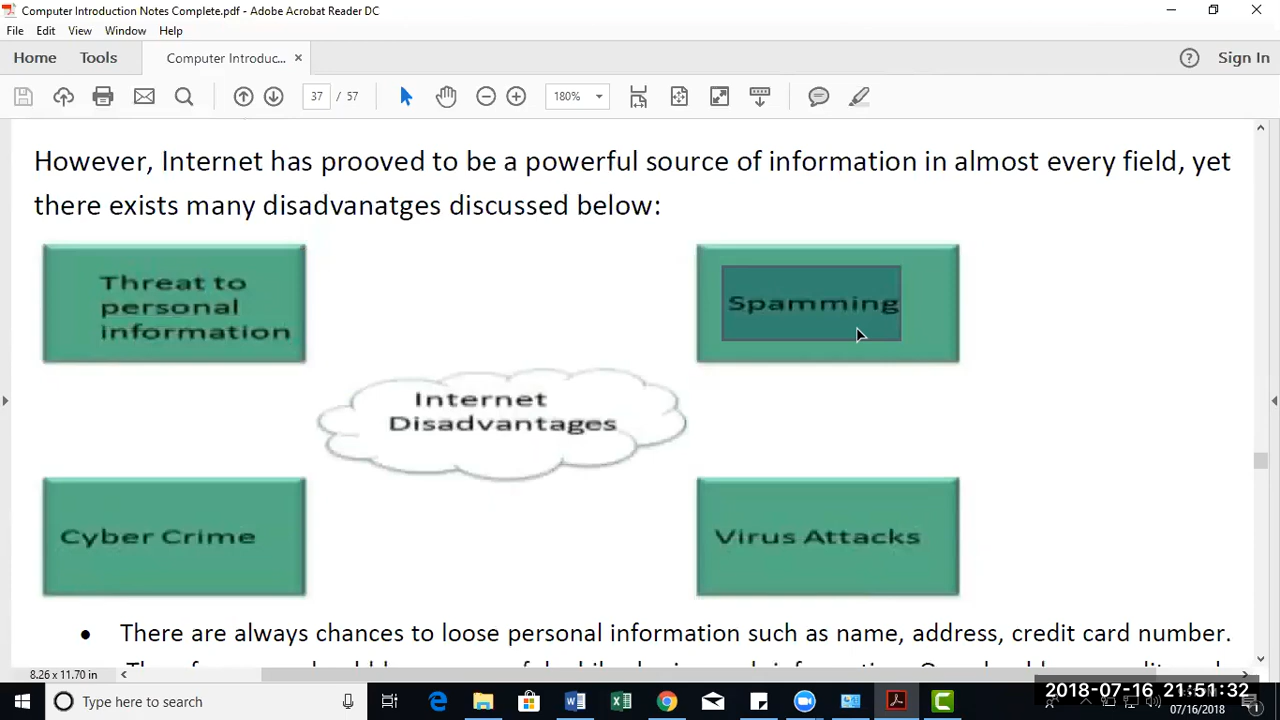 Computer Introduction Notes Complete.pdf - Adobe Acrobat Reader DC
File Edit View Window Help
Home Tools Computer Introduc... Sign In
37 / 57 180%
However, Internet has prooved to be a powerful source of information in almost every field, yet
there exists many disadvanatges discussed below:
Threat to
personal
information
Spamming
Internet
Disadvantages
Cyber Crime
Virus Attacks
• There are always chances to loose personal information such as name, address, credit card number.
8.26 x 11.70 in
Type here to search
2018-07-16 21:51:32
07/16/2018